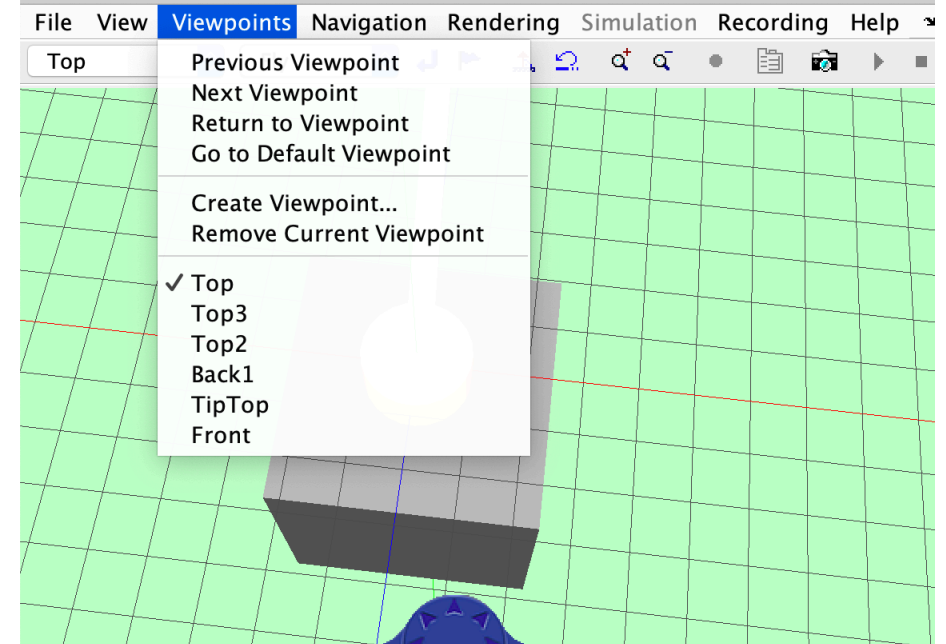 File View Viewpoints Navigation Rendering Simulation Recording Help
Top
Previous Viewpoint
Next Viewpoint
Return to Viewpoint
Go to Default Viewpoint
Create Viewpoint...
Remove Current Viewpoint
Top
Top3
Top2
Back1
TipTop
Front